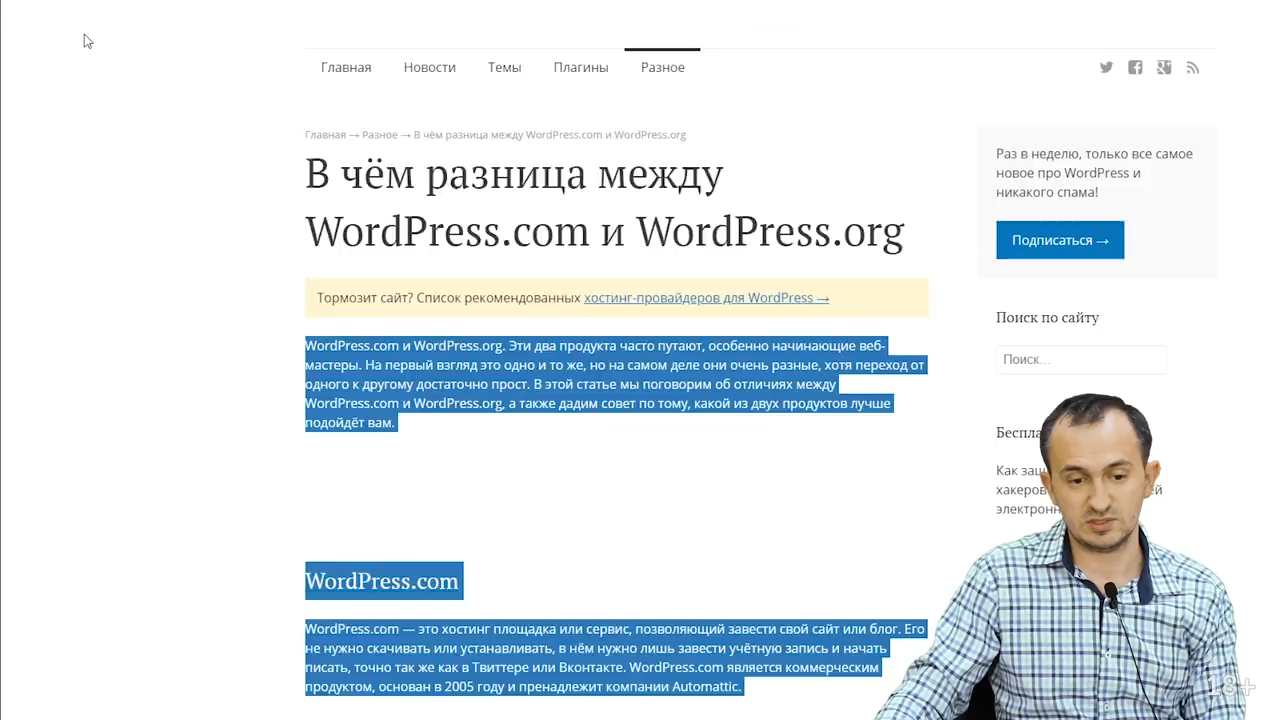 Главная Новости Темы Плагины Разное
Главная → Разное → В чём разница между WordPress.com и WordPress.org
В чём разница между
WordPress.com и WordPress.org
Тормозит сайт? Список рекомендованных хостинг-провайдеров для WordPress →
WordPress.com и WordPress.org. Эти два продукта часто путают, особенно начинающие веб-
мастеры. На первый взгляд это одно и то же, но на самом деле они очень разные, хотя переход от
одного к другому достаточно прост. В этой статье мы поговорим об отличиях между
WordPress.com и WordPress.org, а также дадим совет по тому, какой из двух продуктов лучше
подойдёт вам.
WordPress.com
WordPress.com — это хостинг площадка или сервис, позволяющий завести свой сайт или блог. Его
не нужно скачивать или устанавливать, в нём нужно лишь завести учётную запись и начать
писать, точно так же как в Твиттере или Вконтакте. WordPress.com является коммерческим
продуктом, основан в 2005 году и пренадлежит компании Automattic.
Раз в неделю, только все самое
новое про WordPress и
никакого спама!
Подписаться →
Поиск по сайту
Поиск...
Как
хакеров
18+